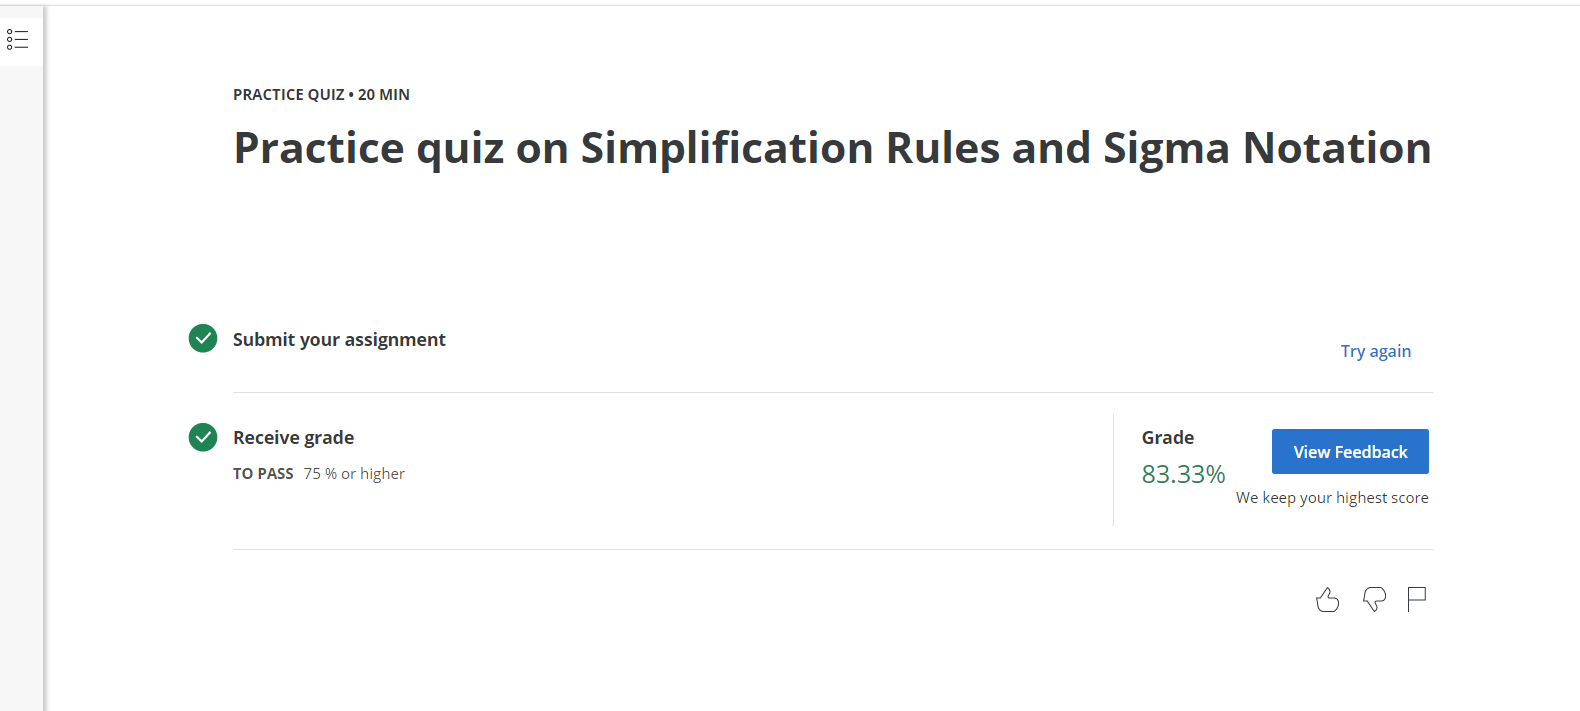 PRACTICE QUIZ • 20 MIN
Practice quiz on Simplification Rules and Sigma Notation
Submit your assignment
Try again
Receive grade
TO PASS 75 % or higher
Grade
83.33%
View Feedback
We keep your highest score